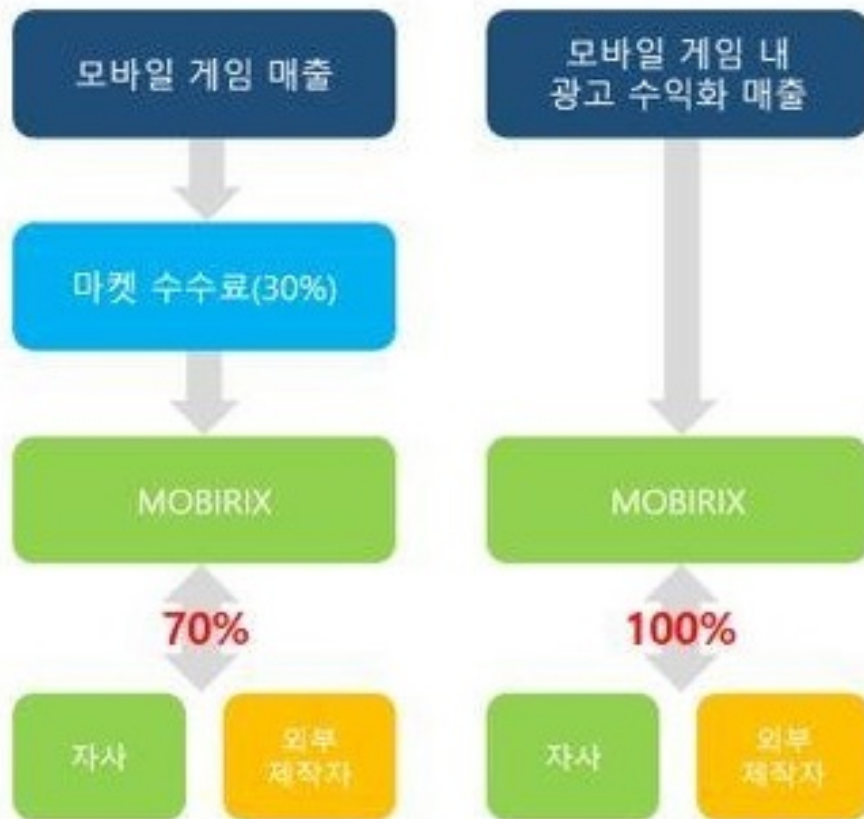 모바일 게임 매출
마켓 수수료(30%)
MOBIRIX
70%
자사
외부
제작자
모바일 게임 내
광고 수익화 매출
MOBIRIX
100%
자사
외부
제작자